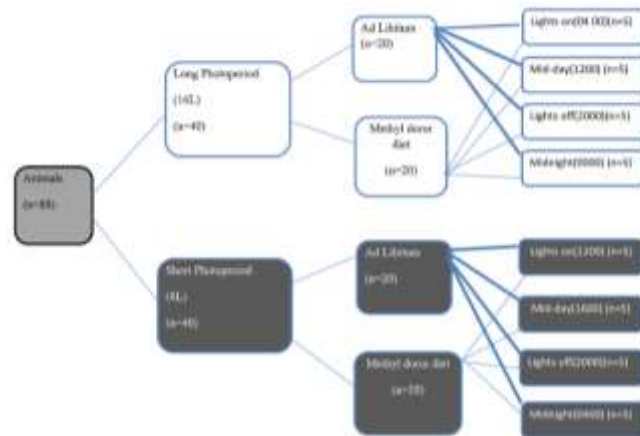 Animals
(n=80)
Long Photoperiod
(16L)
(n=40)
Ad Libitum
(n=20)
Methyl donor
diet
(n=20)
Lights on(04 00)(n=5)
Mid-day(1200) (n=5)
Lights off(2000)(n=5)
Midnight(0000) (n=5)
Short Photoperiod
(8L)
(n=40)
Ad Libitum
(n=20)
Methyl donor diet
(n=20)
Lights on(1200) (n=5)
Mid-day(1600) (n=5)
Lights off(2000)(n=5)
Midnight(0400) (n=5)